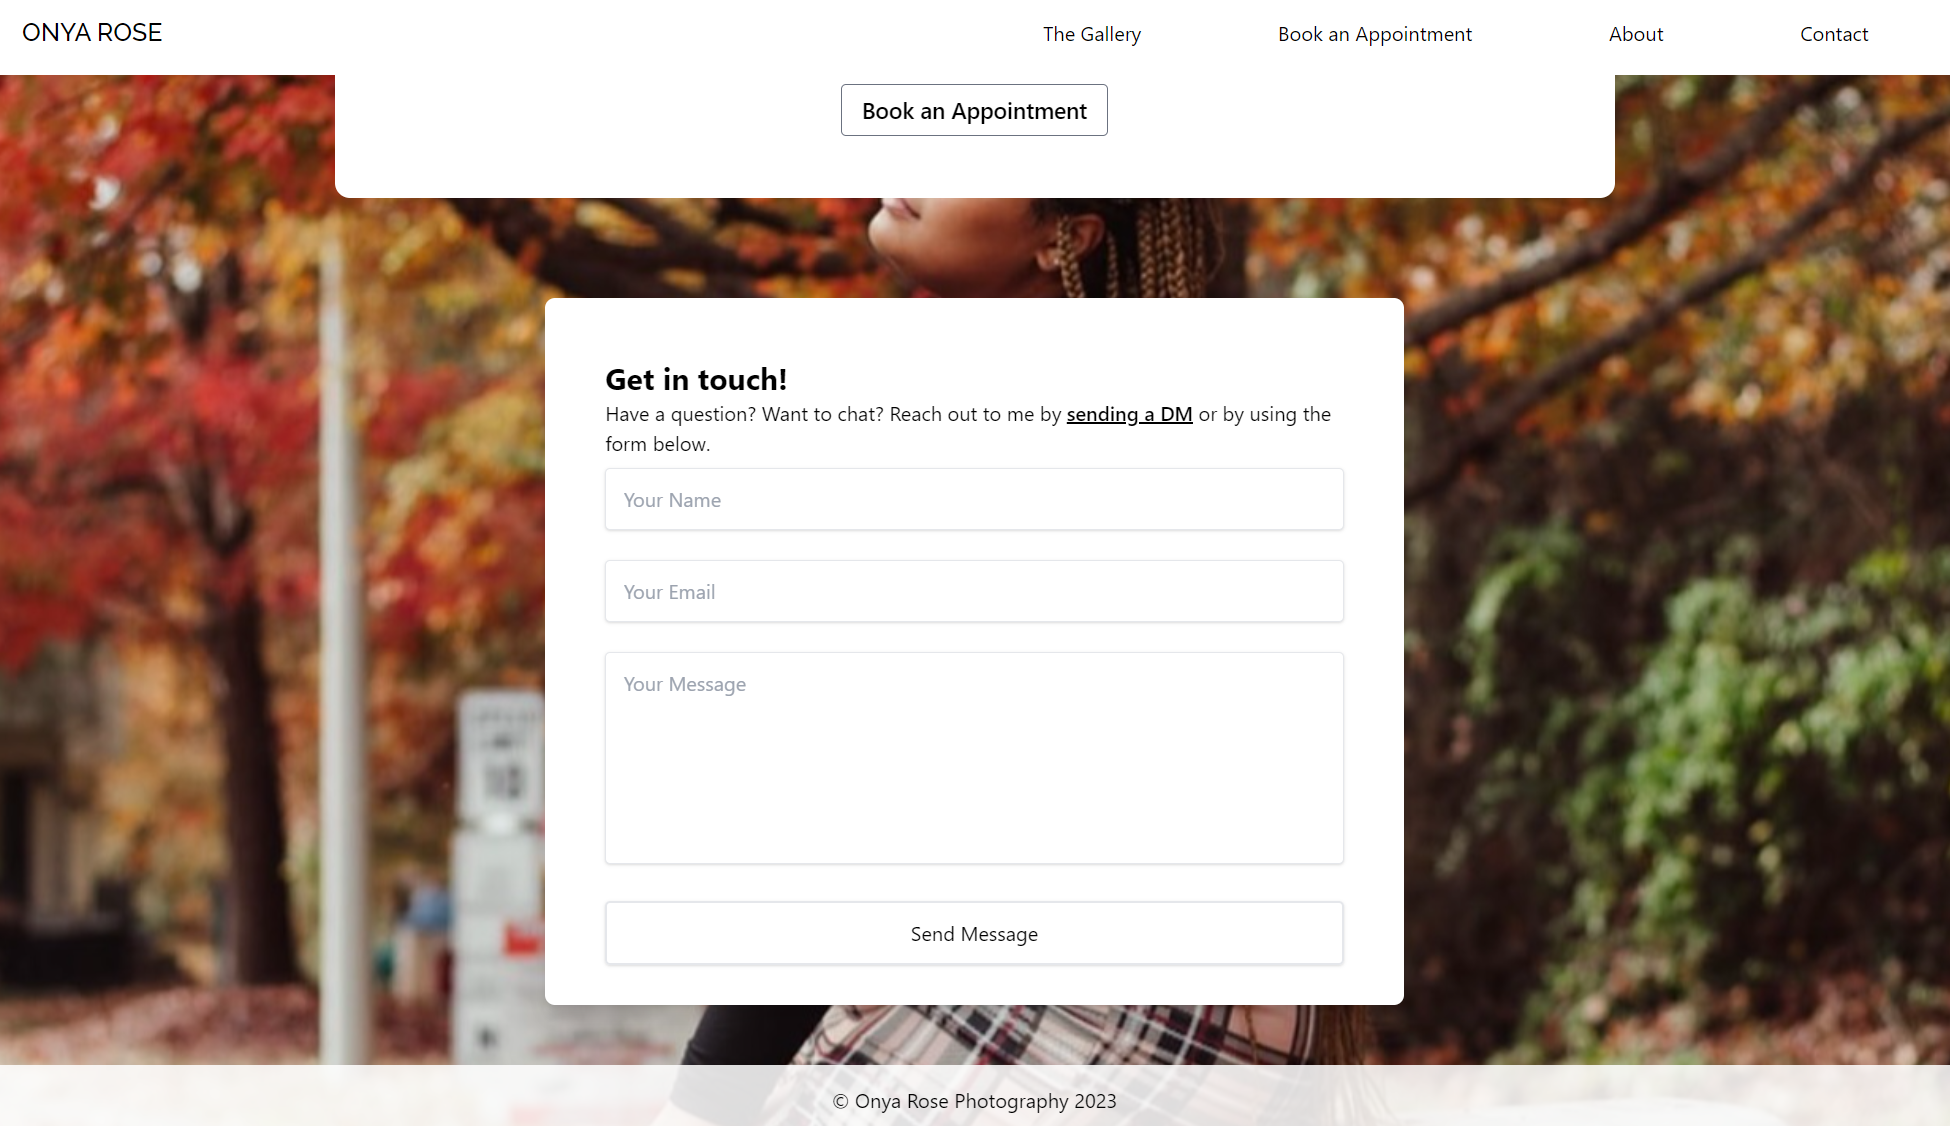 ONYA ROSE
The Gallery
Book an Appointment
About
Contact
Book an Appointment
Get in touch!
Have a question? Want to chat? Reach out to me by sending a DM or by using the
form below.
Your Name
Your Email
Your Message
Send Message
© Onya Rose Photography 2023